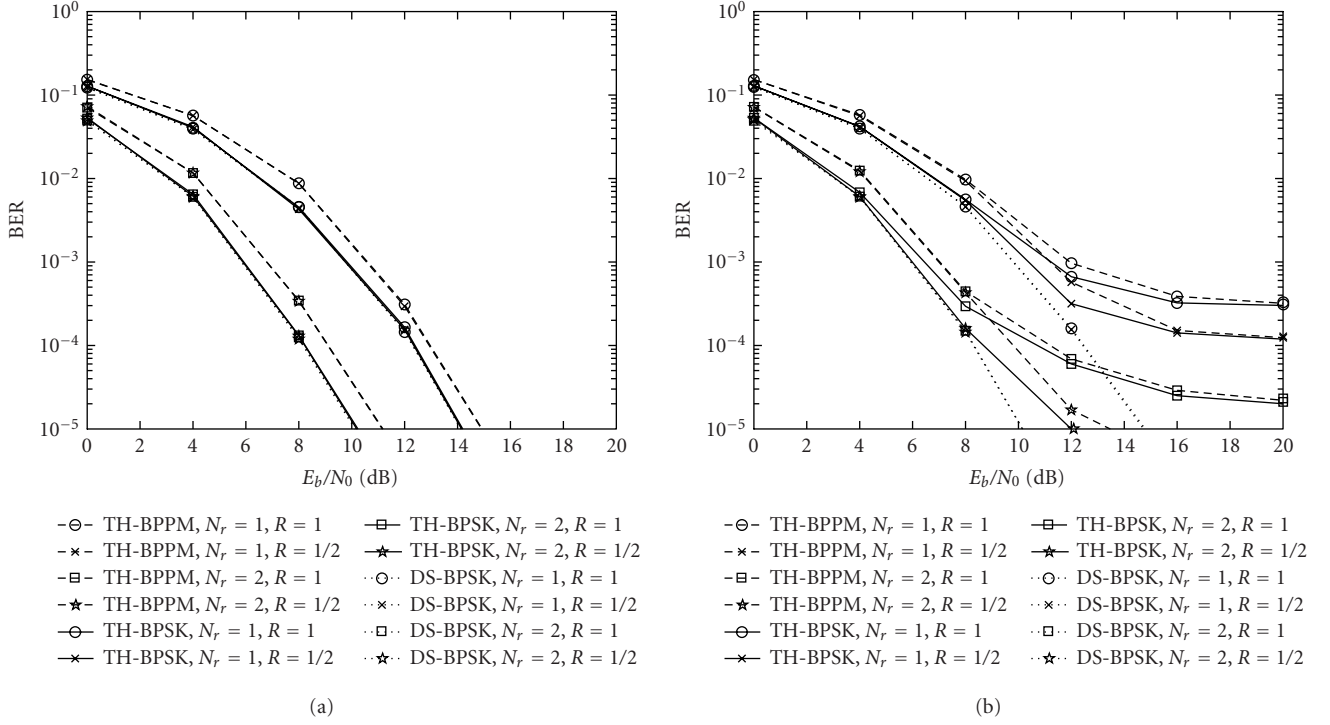 10⁰
10⁻¹
10⁻²
10⁻³
10⁻⁴
10⁻⁵
BER
0 2 4 6 8 10 12 14 16 18 20
E_b/N_0 (dB)
TH-BPPM, N_r = 1, R = 1
TH-BPPM, N_r = 1, R = 1/2
TH-BPPM, N_r = 2, R = 1
TH-BPPM, N_r = 2, R = 1/2
TH-BPSK, N_r = 1, R = 1
TH-BPSK, N_r = 1, R = 1/2
TH-BPSK, N_r = 2, R = 1
TH-BPSK, N_r = 2, R = 1/2
DS-BPSK, N_r = 1, R = 1
DS-BPSK, N_r = 1, R = 1/2
DS-BPSK, N_r = 2, R = 1
DS-BPSK, N_r = 2, R = 1/2
(a)
10⁰
10⁻¹
10⁻²
10⁻³
10⁻⁴
10⁻⁵
BER
0 2 4 6 8 10 12 14 16 18 20
E_b/N_0 (dB)
TH-BPPM, N_r = 1, R = 1
TH-BPPM, N_r = 1, R = 1/2
TH-BPPM, N_r = 2, R = 1
TH-BPPM, N_r = 2, R = 1/2
TH-BPSK, N_r = 1, R = 1
TH-BPSK, N_r = 1, R = 1/2
TH-BPSK, N_r = 2, R = 1
TH-BPSK, N_r = 2, R = 1/2
DS-BPSK, N_r = 1, R = 1
DS-BPSK, N_r = 1, R = 1/2
DS-BPSK, N_r = 2, R = 1
DS-BPSK, N_r = 2, R = 1/2
(b)